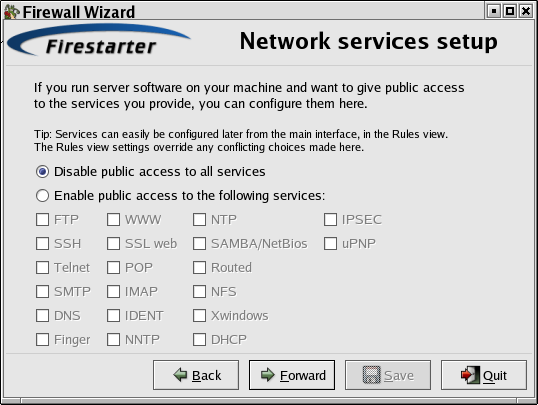 Firewall Wizard
Firestarter
Network services setup
If you run server software on your machine and want to give public access
to the services you provide, you can configure them here.
Tip: Services can easily be configured later from the main interface, in the Rules view.
The Rules view settings override any conflicting choices made here.
Disable public access to all services
Enable public access to the following services:
FTP WWW NTP IPSEC
SSH SSL web SAMBA/NetBios uPNP
Telnet POP Routed
SMTP IMAP NFS
DNS IDENT Xwindows
Finger NNTP DHCP
Back Forward Save Quit